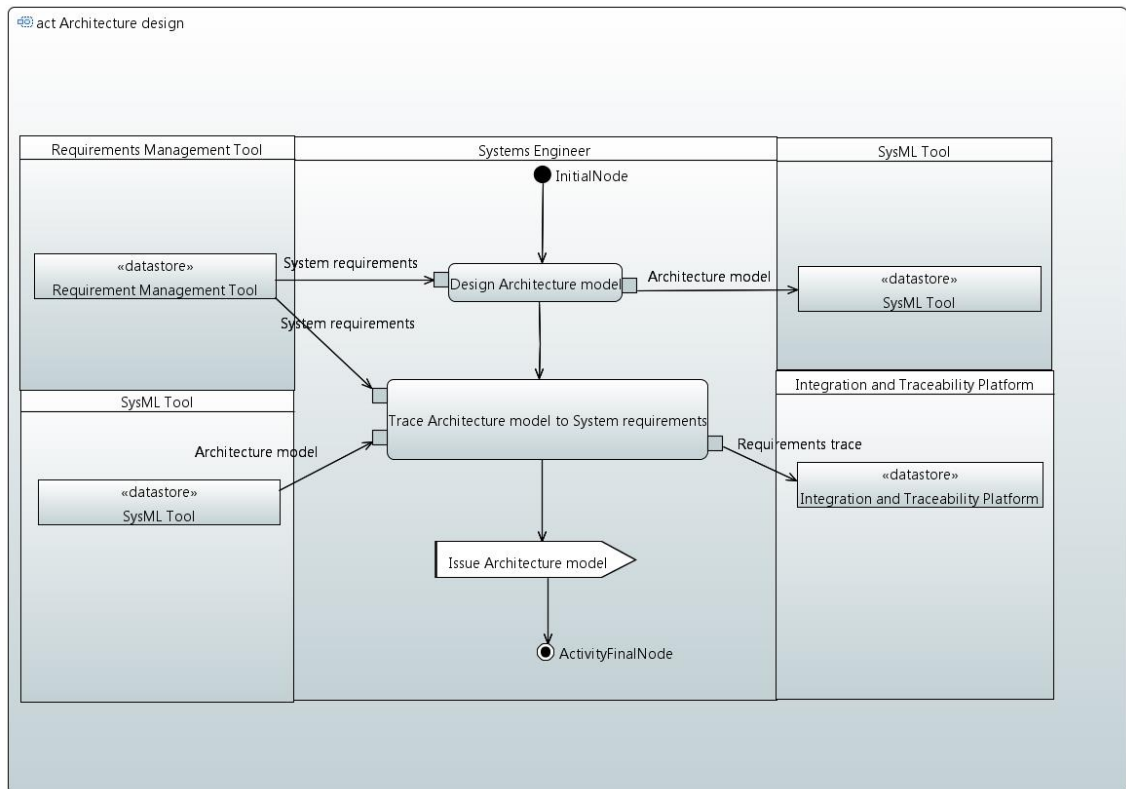 act Architecture design
Requirements Management Tool
Systems Engineer
SysML Tool
InitialNode
«datastore»
Requirement Management Tool
System requirements
Design Architecture model
Architecture model
«datastore»
SysML Tool
System requirements
SysML Tool
Integration and Traceability Platform
Trace Architecture model to System requirements
Architecture model
Requirements trace
«datastore»
SysML Tool
«datastore»
Integration and Traceability Platform
Issue Architecture model
ActivityFinalNode